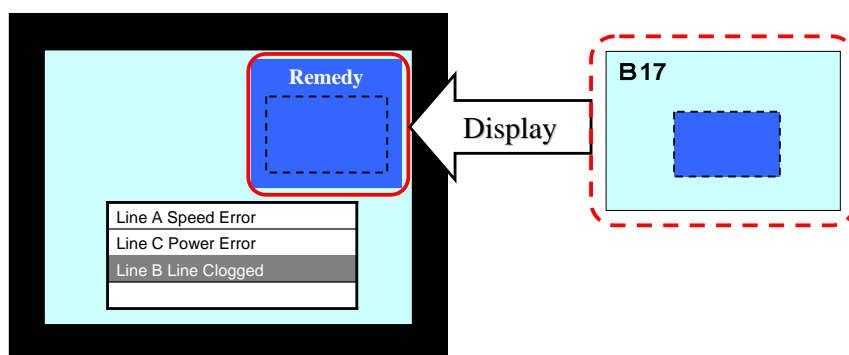 Remedy
B17
Display
Line A Speed Error
Line C Power Error
Line B Line Clogged